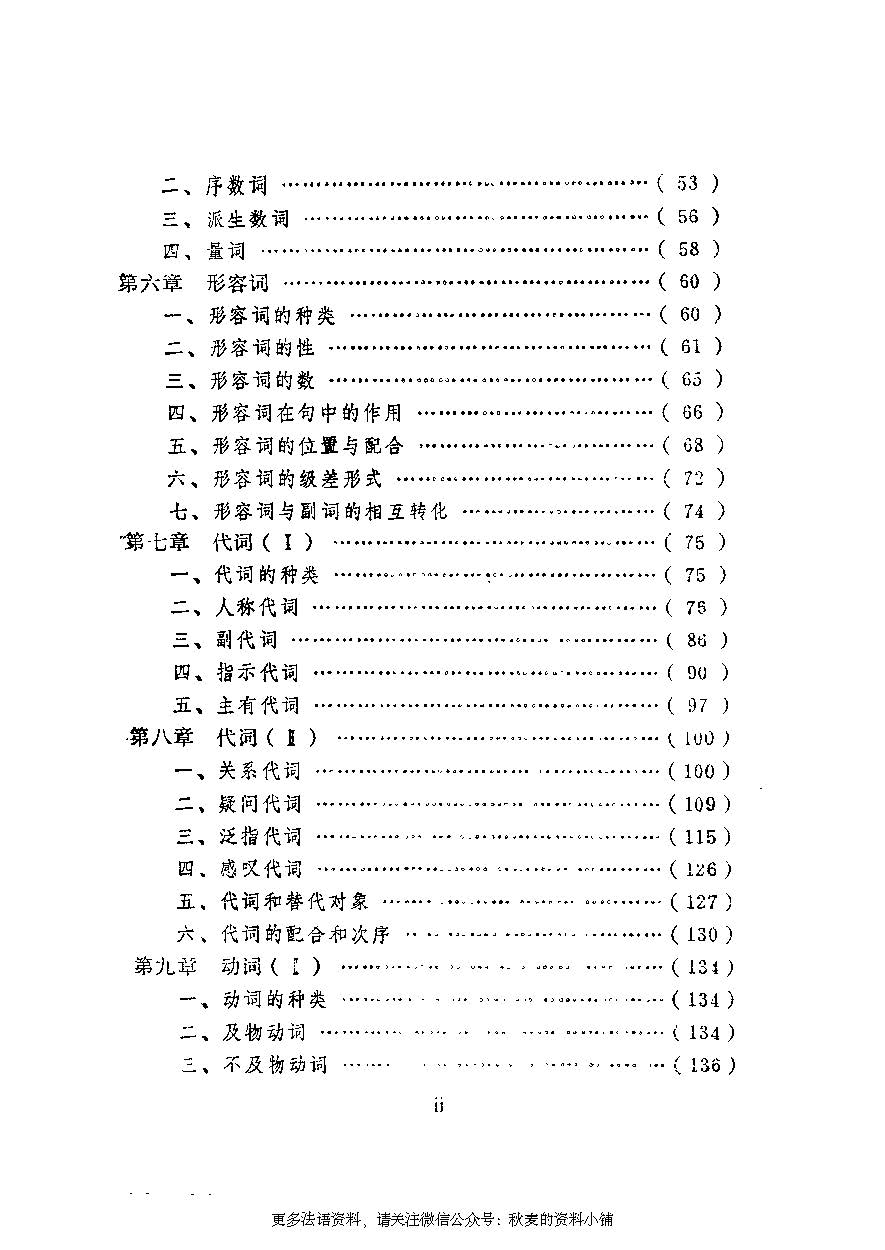 二、序数词 ……………………………………………( 53 )
三、派生数词 …………………………………………( 56 )
四、量词 ………………………………………………( 58 )
第六章 形容词 ……………………………………………( 60 )
一、形容词的种类 ……………………………………( 60 )
二、形容词的性 ………………………………………( 61 )
三、形容词的数 ………………………………………( 65 )
四、形容词在句中的作用 ……………………………( 66 )
五、形容词的位置与配合 ……………………………( 68 )
六、形容词的级差形式 ………………………………( 72 )
七、形容词与副词的相互转化 ………………………( 74 )
第七章 代词(Ⅰ) ………………………………………( 75 )
一、代词的种类 ………………………………………( 75 )
二、人称代词 …………………………………………( 76 )
三、副代词 ……………………………………………( 86 )
四、指示代词 …………………………………………( 90 )
五、主有代词 …………………………………………( 97 )
第八章 代词(Ⅱ) ………………………………………(100)
一、关系代词 …………………………………………(100)
二、疑问代词 …………………………………………(109)
三、泛指代词 …………………………………………(115)
四、感叹代词 …………………………………………(126)
五、代词和替代对象 …………………………………(127)
六、代词的配合和次序 ………………………………(130)
第九章 动词(Ⅰ) ………………………………………(134)
一、动词的种类 ………………………………………(134)
二、及物动词 …………………………………………(134)
三、不及物动词 ………………………………………(136)
ii
更多法语资料，请关注微信公众号：秋麦的资料小铺